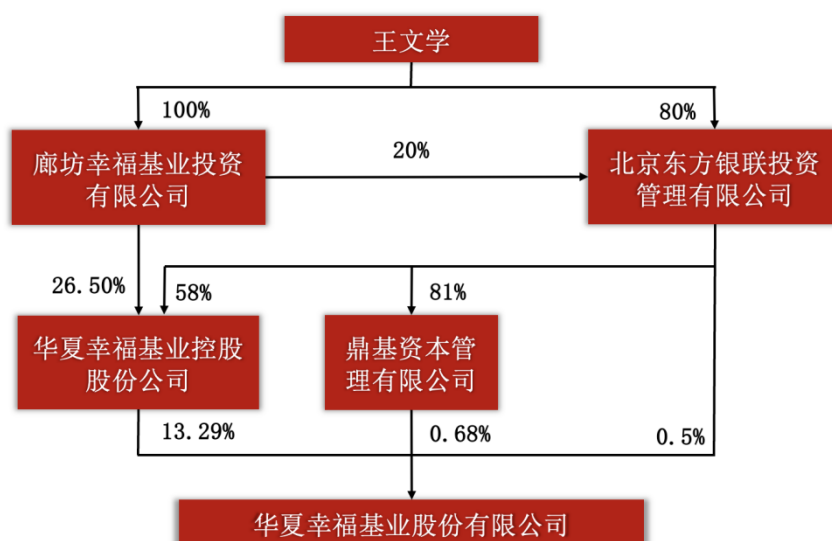 王文学
100%
80%
廊坊幸福基业投资
有限公司
20%
北京东方银联投资
管理有限公司
26.50%
58%
81%
华夏幸福基业控股
股份公司
鼎基资本管
理有限公司
13.29%
0.68%
0.5%
华夏幸福基业股份有限公司